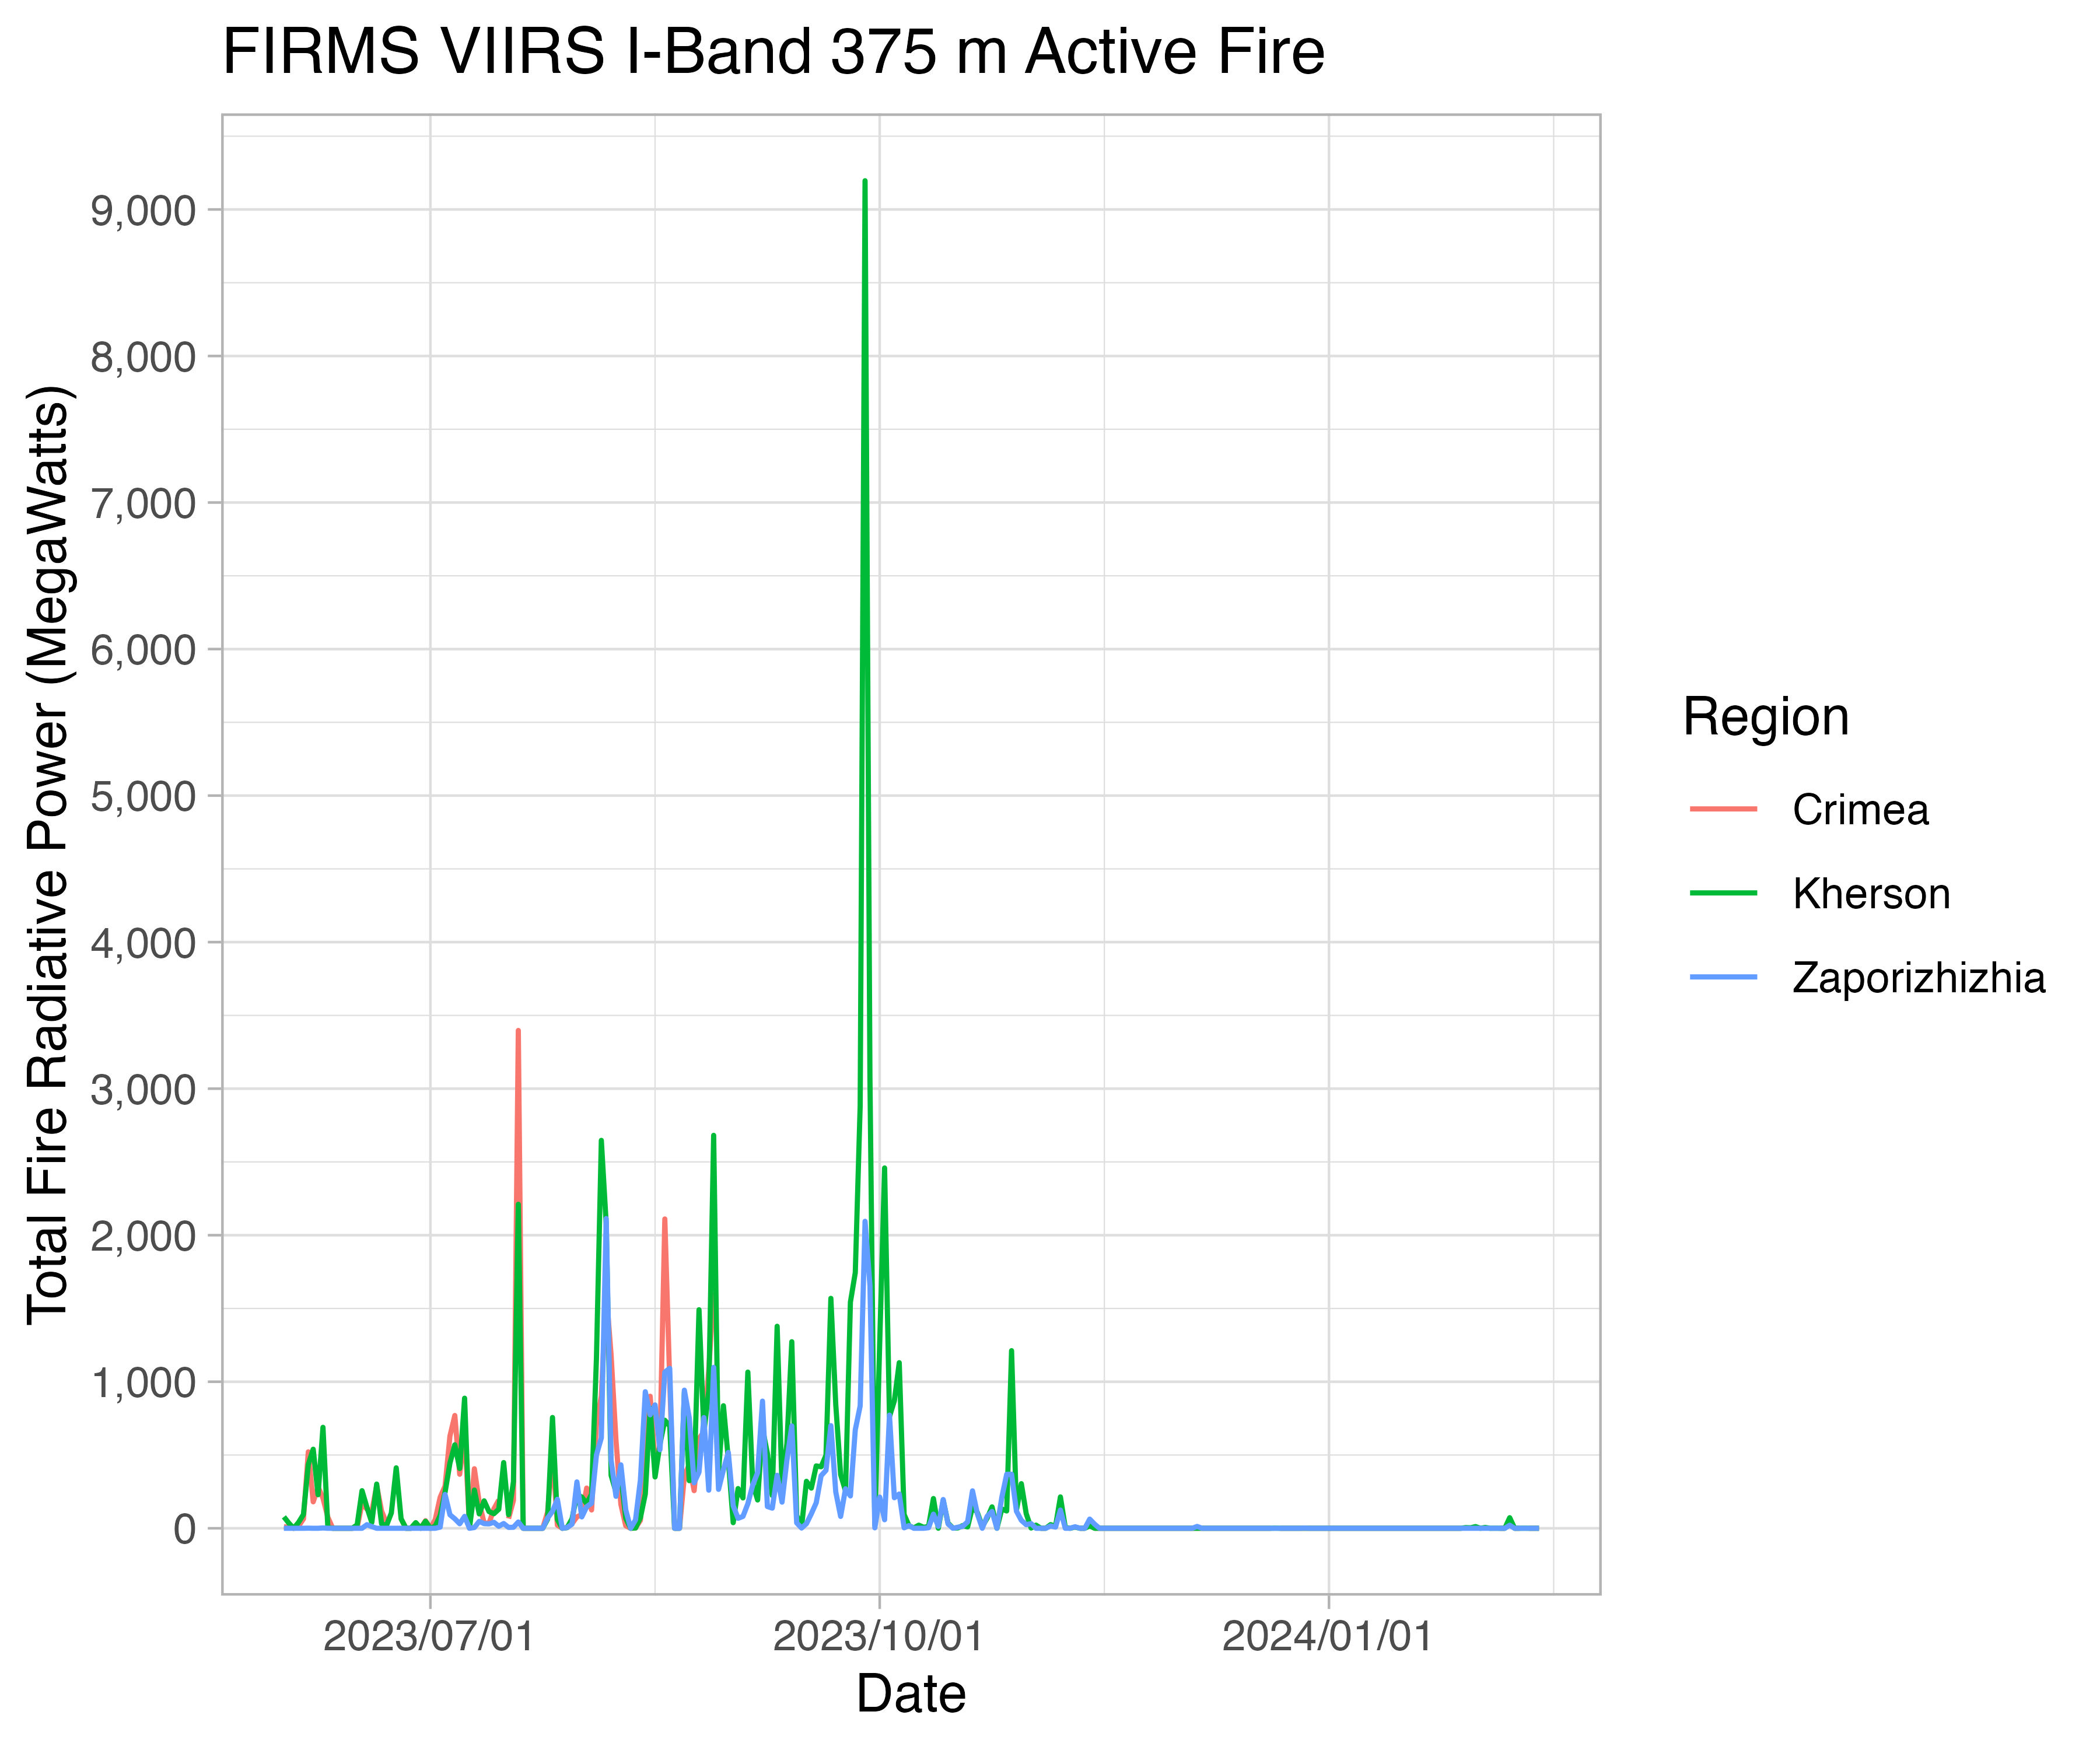 FIRMS VIIRS I-Band 375 m Active Fire
Total Fire Radiative Power (MegaWatts)
9,000
8,000
7,000
6,000
5,000
4,000
3,000
2,000
1,000
0
2023/07/01
2023/10/01
2024/01/01
Date
Region
Crimea
Kherson
Zaporizhizhia